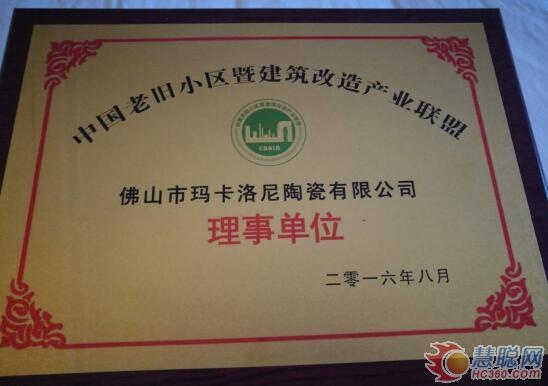 中国老旧小区暨建筑改造产业联盟
CBRIA
佛山市玛卡洛尼陶瓷有限公司
理事单位
二零一六年八月
慧聪网
HC360.com